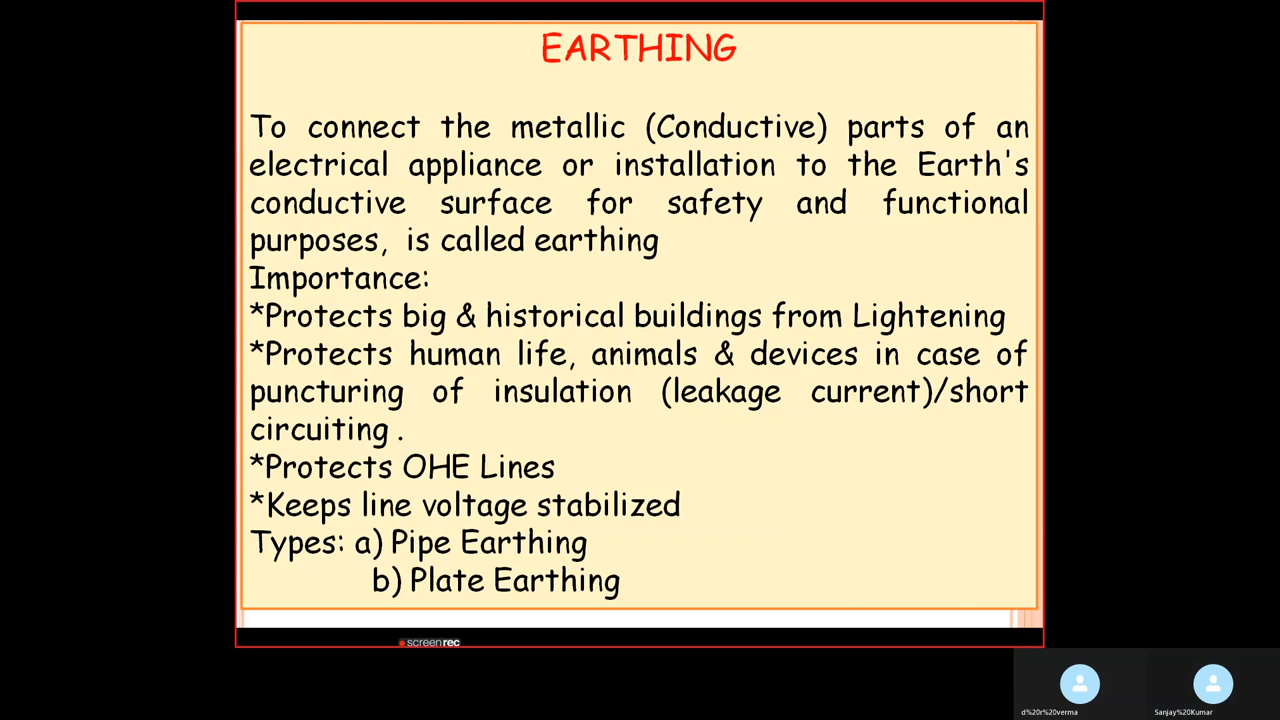 EARTHING
To connect the metallic (Conductive) parts of an
electrical appliance or installation to the Earth's
conductive surface for safety and functional
purposes, is called earthing
Importance:
*Protects big & historical buildings from Lightening
*Protects human life, animals & devices in case of
puncturing of insulation (leakage current)/short
circuiting .
*Protects OHE Lines
*Keeps line voltage stabilized
Types: a) Pipe Earthing
b) Plate Earthing
screenrec
d%20r%20verma
Sanjay%20Kumar